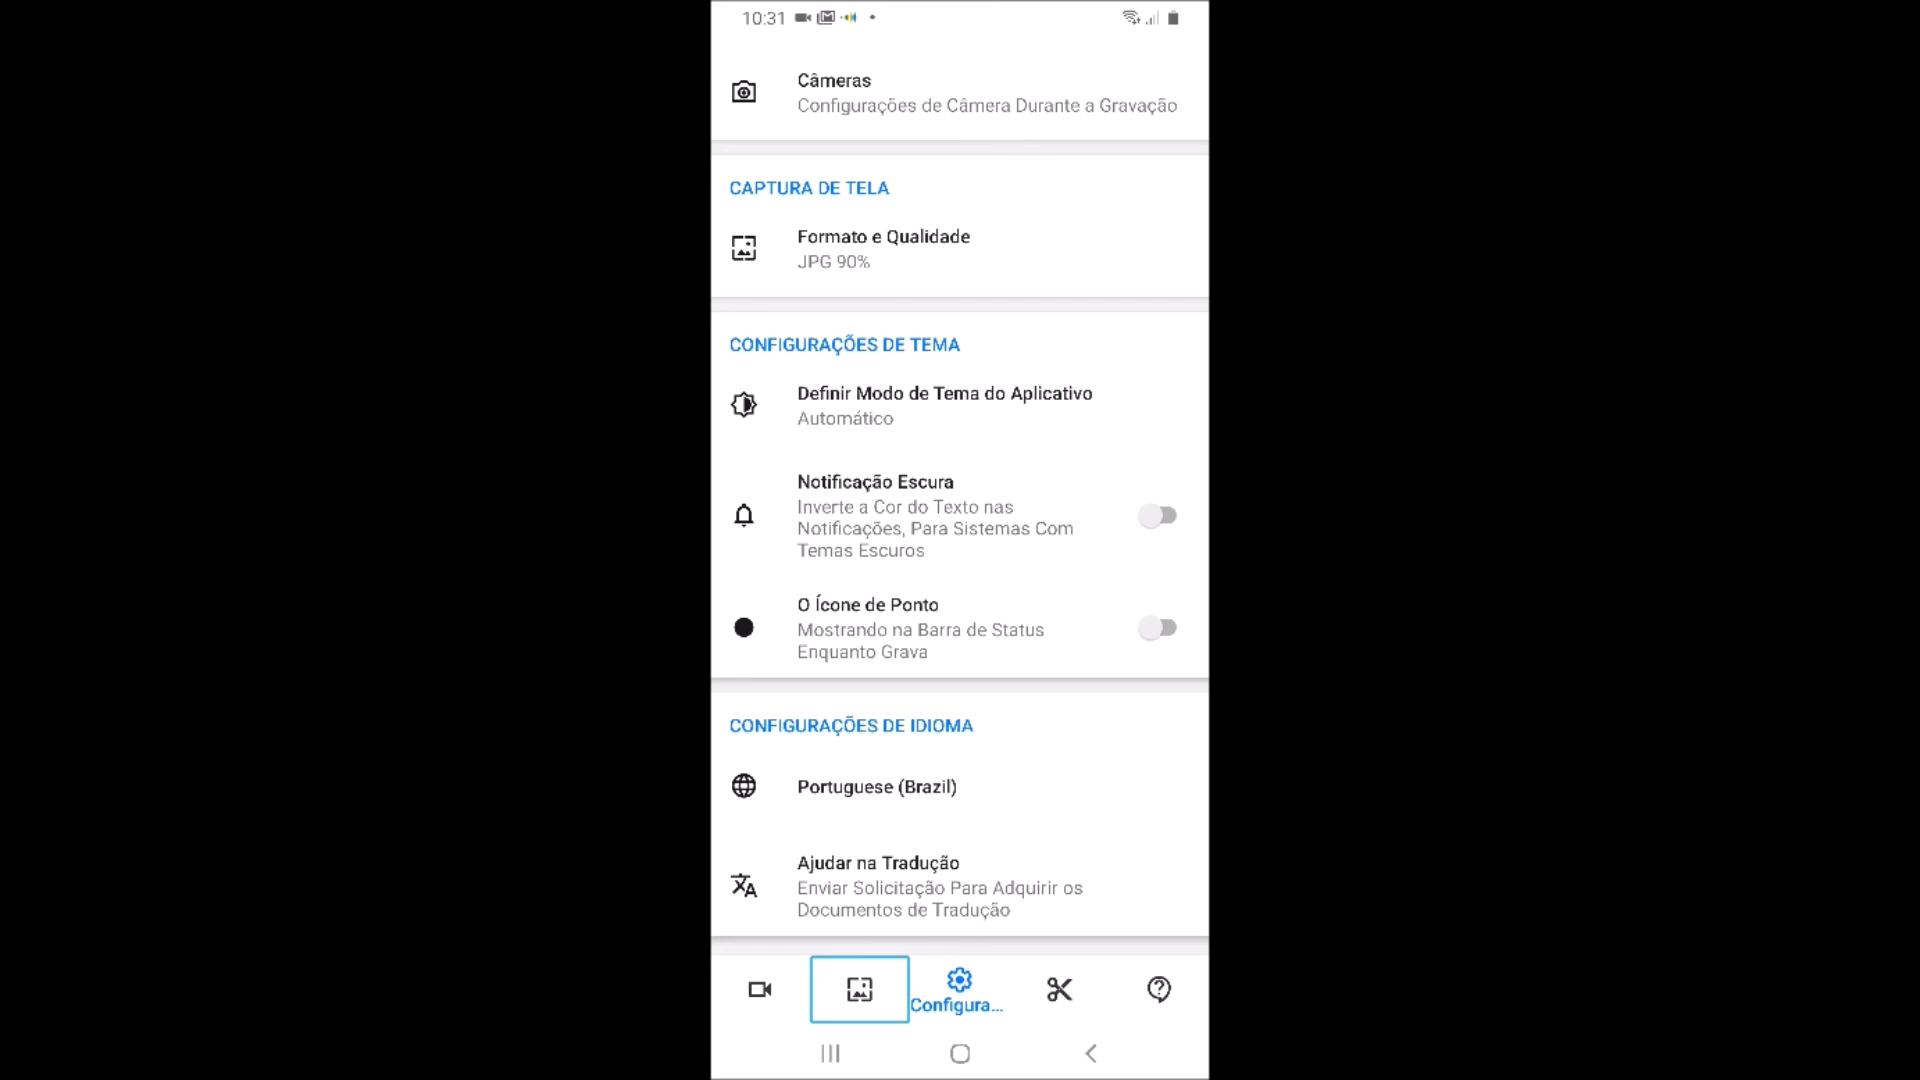 10:31
Câmeras
Configurações de Câmera Durante a Gravação
CAPTURA DE TELA
Formato e Qualidade
JPG 90%
CONFIGURAÇÕES DE TEMA
Definir Modo de Tema do Aplicativo
Automático
Notificação Escura
Inverte a Cor do Texto nas
Notificações, Para Sistemas Com
Temas Escuros
O Ícone de Ponto
Mostrando na Barra de Status
Enquanto Grava
CONFIGURAÇÕES DE IDIOMA
Portuguese (Brazil)
Ajudar na Tradução
Enviar Solicitação Para Adquirir os
Documentos de Tradução
Configura...